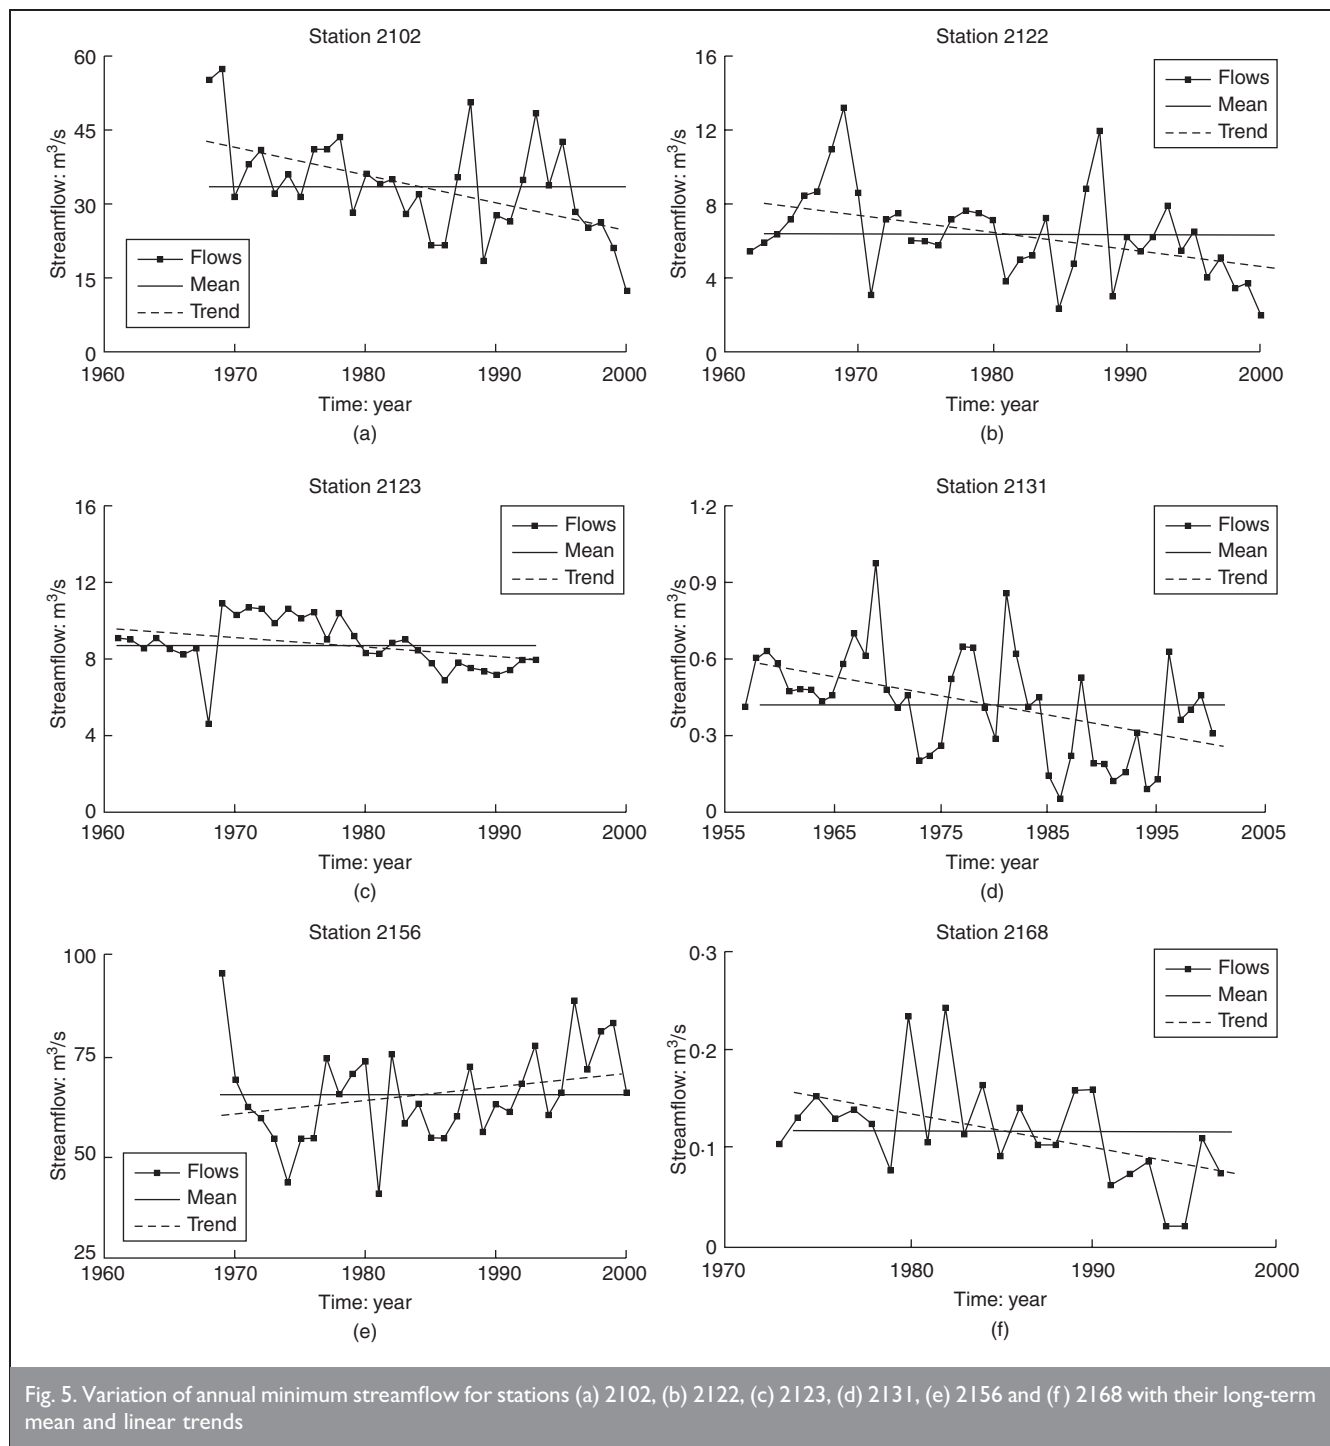 Station 2102
60
45
30
15
0
Streamflow: m³/s
Flows
Mean
Trend
1960
1970
1980
1990
2000
Time: year
(a)
Station 2122
16
12
8
4
0
Streamflow: m³/s
Flows
Mean
Trend
1960
1970
1980
1990
2000
Time: year
(b)
Station 2123
16
12
8
4
0
Streamflow: m³/s
Flows
Mean
Trend
1960
1970
1980
1990
2000
Time: year
(c)
Station 2131
1·2
0·9
0·6
0·3
0
Streamflow: m³/s
Flows
Mean
Trend
1955
1965
1975
1985
1995
2005
Time: year
(d)
Station 2156
100
75
50
25
Streamflow: m³/s
Flows
Mean
Trend
1960
1970
1980
1990
2000
Time: year
(e)
Station 2168
0·3
0·2
0·1
0
Streamflow: m³/s
Flows
Mean
Trend
1970
1980
1990
2000
Time: year
(f)
Fig. 5. Variation of annual minimum streamflow for stations (a) 2102, (b) 2122, (c) 2123, (d) 2131, (e) 2156 and (f) 2168 with their long-term
mean and linear trends